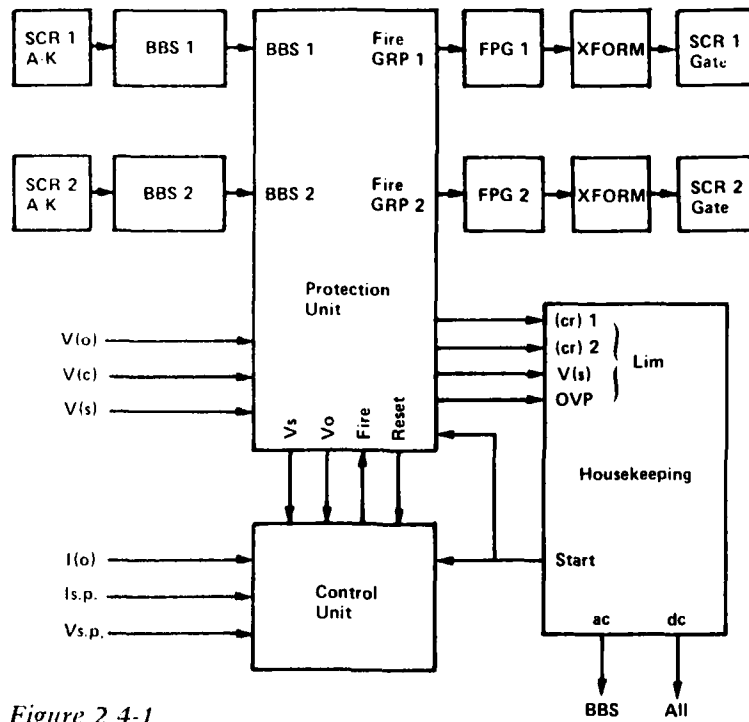 SCR 1
A-K
BBS 1
BBS 1
Fire
GRP 1
FPG 1
XFORM
SCR 1
Gate
SCR 2
A K
BBS 2
BBS 2
Fire
GRP 2
FPG 2
XFORM
SCR 2
Gate
Protection
Unit
V(o)
V(c)
V(s)
Vs
Vo
Fire
Reset
(cr) 1
(cr) 2
V(s)
OVP
Lim
Housekeeping
Start
ac
dc
BBS
All
I(o)
Is.p.
Vs.p.
Control
Unit
Figure 2.4-1